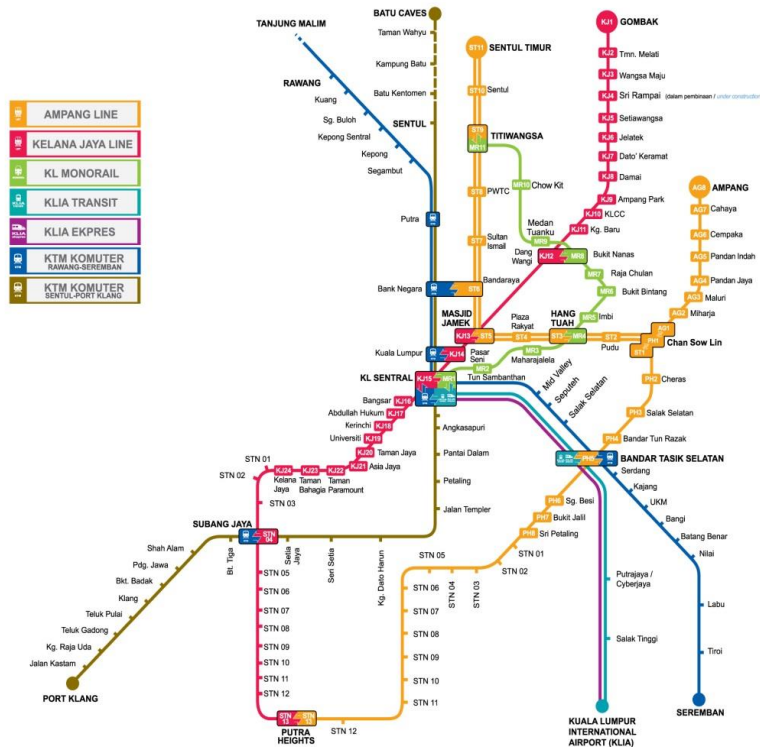 TANJUNG MALIM
RAWANG
Kuang
Sg. Buloh
Kepong Sentral
Kepong
Segambut
Putra
Bank Negara
Kuala Lumpur
BATU CAVES
Taman Wahyu
Kampung Batu
Batu Kentomen
SENTUL
ST11
SENTUL TIMUR
ST10
Sentul
ST9
MR11
TITIWANGSA
ST8
PWTC
ST7
Sultan
Ismail
ST6
Bandaraya
MR10
Chow Kit
Medan
Tuanku
MR9
KJ1
GOMBAK
KJ2
Tmn. Melati
KJ3
Wangsa Maju
KJ4
Sri Rampai
(dalam pembinaan / under construction
KJ5
Setiawangsa
KJ6
Jelatek
KJ7
Dato' Keramat
KJ8
Damai
KJ9
Ampang Park
KJ10
KLCC
KJ11
Kg. Baru
Dang
Wangi
KJ12
MR8
Bukit Nanas
MR7
Raja Chulan
MR6
Bukit Bintang
MR5
Imbi
AG8
AMPANG
AG7
Cahaya
AG6
Cempaka
AG5
Pandan Indah
AG4
Pandan Jaya
AG3
Maluri
AG2
Miharja
AMPANG LINE
KELANA JAYA LINE
KL MONORAIL
KLIA TRANSIT
KLIA EKPRES
KTM KOMUTER
RAWANG-SEREMBAN
KTM KOMUTER
SENTUL-PORT KLANG
MASJID
JAMEK
KJ13
ST5
Plaza
Rakyat
ST4
HANG
TUAH
ST3
MR4
ST2
Pudu
AG1
PH1
ST1
Chan Sow Lin
KJ14
Pasar
Seni
MR3
Maharajalela
MR2
Tun Sambanthan
KL SENTRAL
KJ15
MR1
Mid Valley
Seputeh
Salak Selatan
PH2
Cheras
PH3
Salak Selatan
PH4
Bandar Tun Razak
PH5
BANDAR TASIK SELATAN
Bangsar
KJ16
Abdullah Hukum
KJ17
Kerinchi
KJ18
Universiti
KJ19
KJ20
Taman Jaya
KJ21
Asia Jaya
KJ22
Taman
Paramount
KJ23
Taman
Bahagia
KJ24
Kelana
Jaya
STN 01
STN 02
STN 03
Angkasapuri
Pantai Dalam
Petaling
Jalan Templer
Serdang
Kajang
UKM
Bangi
Batang Benar
Nilai
Labu
Tiroi
SEREMBAN
PH6
Sg. Besi
PH7
Bukit Jalil
PH8
Sri Petaling
STN 01
STN 02
STN 03
STN 04
STN 05
STN 06
STN 07
STN 08
STN 09
STN 10
STN 11
STN 12
SUBANG JAYA
STN
04
Setia
Jaya
Seri Setia
Kg. Dato Harun
Bt. Tiga
Shah Alam
Pdg. Jawa
Bkt. Badak
Klang
Teluk Pulai
Teluk Gadong
Kg. Raja Uda
Jalan Kastam
PORT KLANG
STN 05
STN 06
STN 07
STN 08
STN 09
STN 10
STN 11
STN 12
STN
13
STN
13
PUTRA
HEIGHTS
Putrajaya /
Cyberjaya
Salak Tinggi
KUALA LUMPUR
INTERNATIONAL
AIRPORT (KLIA)